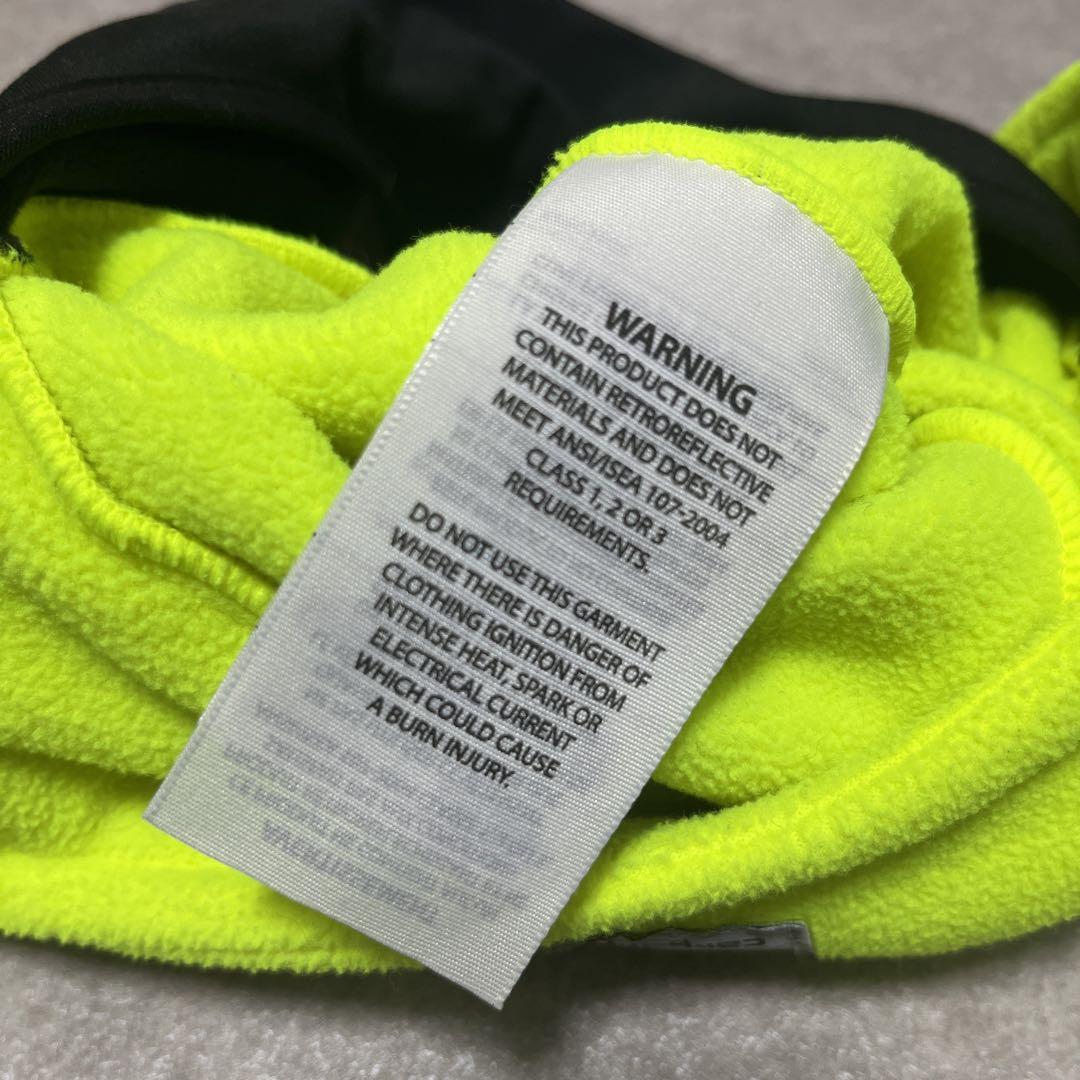 WARNING
THIS PRODUCT DOES NOT
CONTAIN RETROREFLECTIVE
MATERIALS AND DOES NOT
MEET ANSI/ISEA 107-2004
CLASS 1, 2 OR 3
REQUIREMENTS.
DO NOT USE THIS GARMENT
WHERE THERE IS DANGER OF
CLOTHING IGNITION FROM
INTENSE HEAT, SPARK OR
ELECTRICAL CURRENT
WHICH COULD CAUSE
A BURN INJURY.